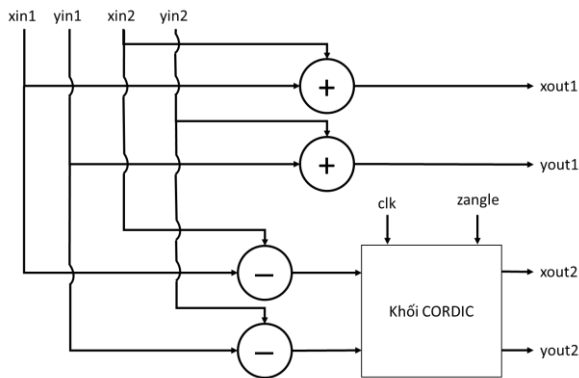 xin1 yin1 xin2 yin2
+
xout1
+
yout1
clk zangle
−
xout2
Khối CORDIC
−
yout2